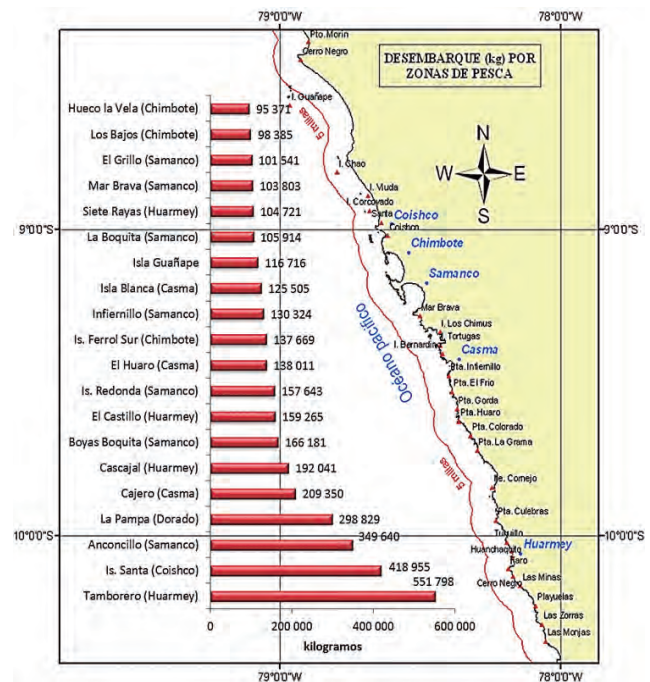 79°0'0"W
78°0'0"W
Pto. Morin
Cerro Negro
DESEMBARQUE (kg) POR
ZONAS DE PESCA
I. Guañape
5 millas
Hueco la Vela (Chimbote)
95 371
Los Bajos (Chimbote)
98 385
El Grillo (Samanco)
101 541
Mar Brava (Samanco)
103 803
Siete Rayas (Huarmey)
104 721
La Boquita (Samanco)
105 914
Isla Guañape
116 716
Isla Blanca (Casma)
125 505
Infiernillo (Samanco)
130 324
Is. Ferrol Sur (Chimbote)
137 669
El Huaro (Casma)
138 011
Is. Redonda (Samanco)
157 643
El Castillo (Huarmey)
159 265
Boyas Boquita (Samanco)
166 181
Cascajal (Huarmey)
192 041
Cajero (Casma)
209 350
La Pampa (Dorado)
298 829
Anconcillo (Samanco)
349 640
Is. Santa (Coishco)
418 955
Tamborero (Huarmey)
551 798
0
200 000
400 000
600 000
kilogramos
N
W E
S
I. Chao
I. Muda
I. Corcovado
Santa
Coishco
Coishco
9°0'0"S
9°0'0"S
Chimbote
Samanco
Mar Brava
I. Los Chimus
Tortugas
I. Bernardino
Casma
Pta. Infiernillo
Pta. El Frio
Pta. Gorda
Pta. Huaro
Pta. Colorado
Pta. La Grama
Océano pacífico
5 millas
Pta. Culebras
10°0'0"S
10°0'0"S
Tuquillo
Huarmey
Huanchaquito
Faro
Cerro Negro
Las Minas
Playuelas
Las Zorras
Las Monjas
79°0'0"W
78°0'0"W